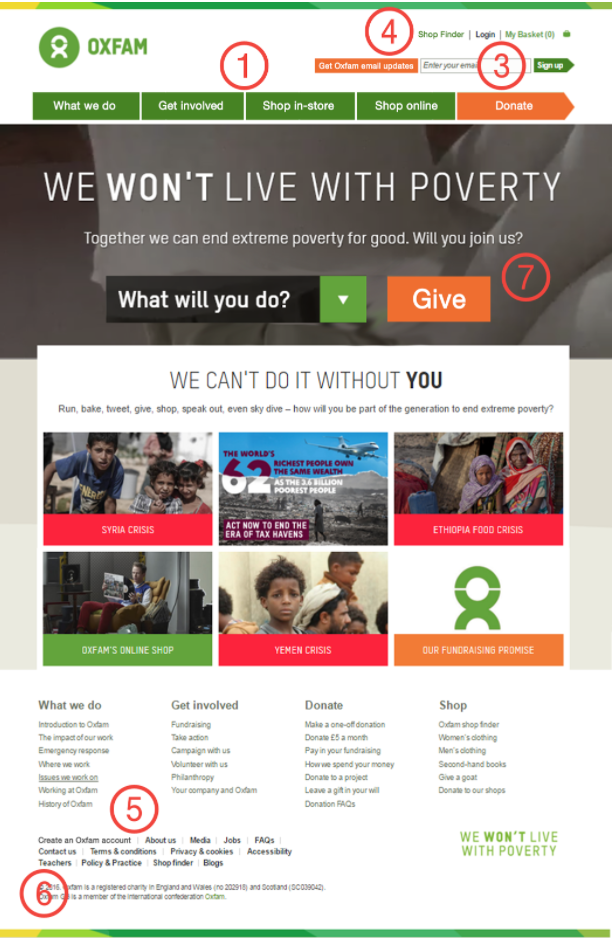 4
Shop Finder | Login | My Basket (0)
OXFAM
1
Get Oxfam email updates Enter your email 3 Sign up
What we do Get involved Shop in-store Shop online Donate
WE WON'T LIVE WITH POVERTY
Together we can end extreme poverty for good. Will you join us?
7
What will you do? Give
WE CAN'T DO IT WITHOUT YOU
Run, bake, tweet, give, shop, speak out, even sky dive – how will you be part of the generation to end extreme poverty?
THE WORLD'S
62 RICHEST PEOPLE OWN
THE SAME WEALTH
AS THE 3.6 BILLION
POOREST PEOPLE
ACT NOW TO END THE
ERA OF TAX HAVENS
SYRIA CRISIS
ETHIOPIA FOOD CRISIS
OXFAM'S ONLINE SHOP
YEMEN CRISIS
OUR FUNDRAISING PROMISE
What we do
Introduction to Oxfam
The impact of our work
Emergency response
Where we work
Issues we work on
Working at Oxfam
History of Oxfam
Get involved
Fundraising
Take action
Campaign with us
Volunteer with us
Philanthropy
Your company and Oxfam
Donate
Make a one-off donation
Donate £5 a month
Pay in your fundraising
How we spend your money
Donate to a project
Leave a gift in your will
Donation FAQs
Shop
Oxfam shop finder
Women's clothing
Men's clothing
Second-hand books
Give a goat
Donate to our shops
5
Create an Oxfam account | About us | Media | Jobs | FAQs |
Contact us | Terms & conditions | Privacy & cookies | Accessibility
Teachers | Policy & Practice | Shop finder | Blogs
WE WON'T LIVE
WITH POVERTY
6
© 2016, Oxfam is a registered charity in England and Wales (no 202918) and Scotland (SC039042).
Oxfam GB is a member of the international confederation Oxfam.